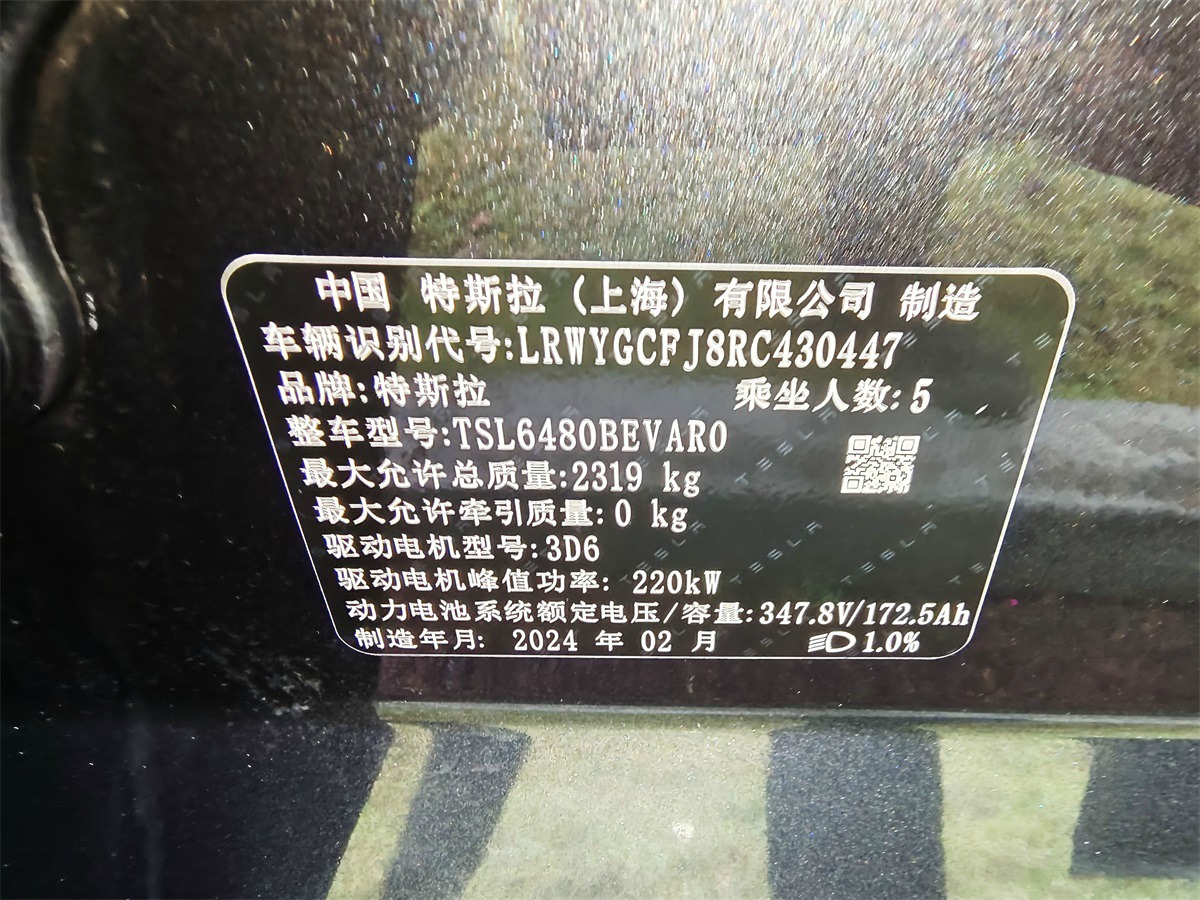 中国 特斯拉 (上海) 有限公司 制造
车辆识别代号:LRWYGCFJ8RC430447
品牌:特斯拉 乘坐人数:5
整车型号:TSL6480BEVAR0
最大允许总质量:2319 kg
最大允许牵引质量:0 kg
驱动电机型号:3D6
驱动电机峰值功率: 220kW
动力电池系统额定电压/容量:347.8V/172.5Ah
制造年月: 2024 年 02 月 1.0%
TESLA